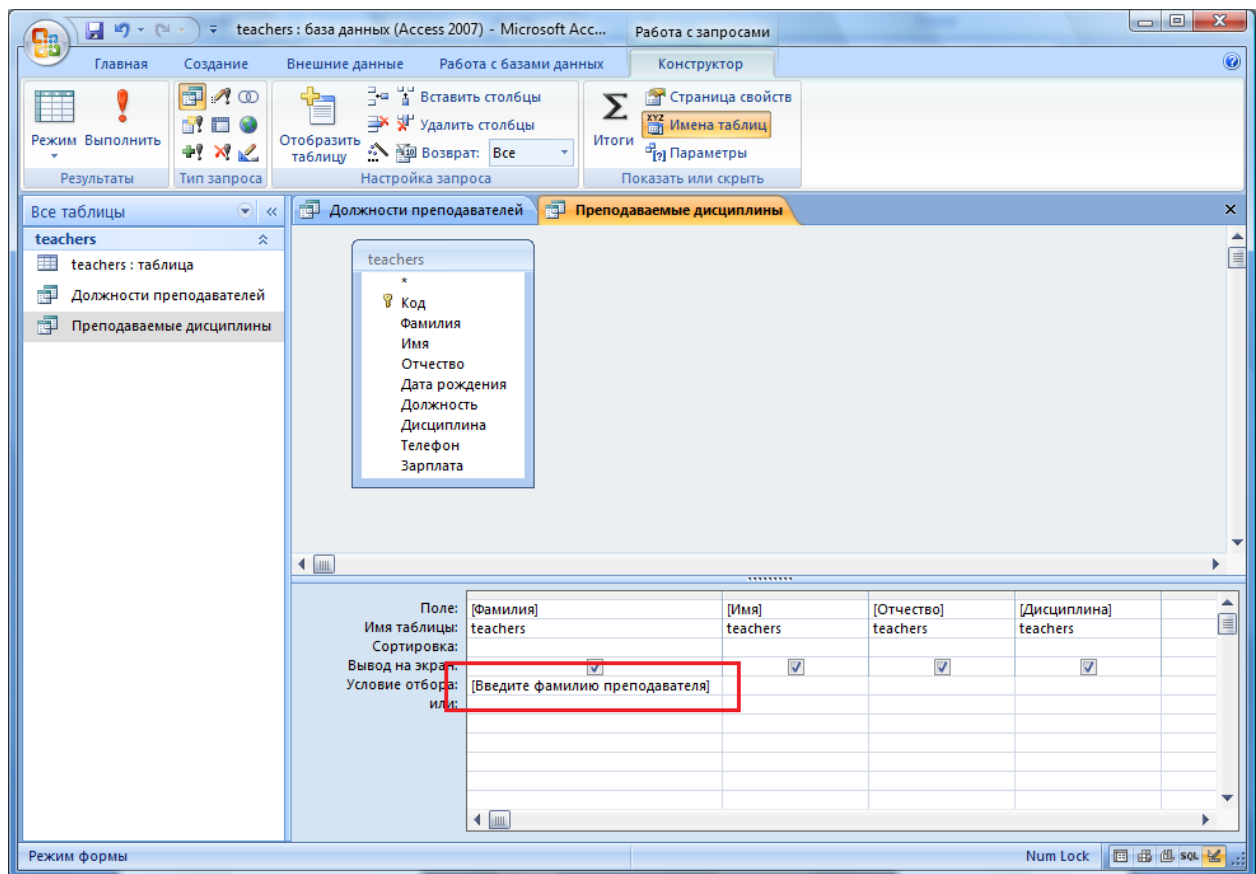 teachers : база данных (Access 2007) - Microsoft Acc...
Работа с запросами
Главная
Создание
Внешние данные
Работа с базами данных
Конструктор
Режим
Выполнить
Результаты
Тип запроса
Отобразить таблицу
Вставить столбцы
Удалить столбцы
Возврат: Все
Настройка запроса
Итоги
Страница свойств
XYZ
Имена таблиц
Параметры
Показать или скрыть
Все таблицы
Должности преподавателей
Преподаваемые дисциплины
teachers
teachers : таблица
Должности преподавателей
Преподаваемые дисциплины
teachers
*
Код
Фамилия
Имя
Отчество
Дата рождения
Должность
Дисциплина
Телефон
Зарплата
Поле: [Фамилия] [Имя] [Отчество] [Дисциплина]
Имя таблицы: teachers teachers teachers teachers
Сортировка:
Вывод на экран:
Условие отбора: [Введите фамилию преподавателя]
или:
Режим формы
Num Lock
SQL